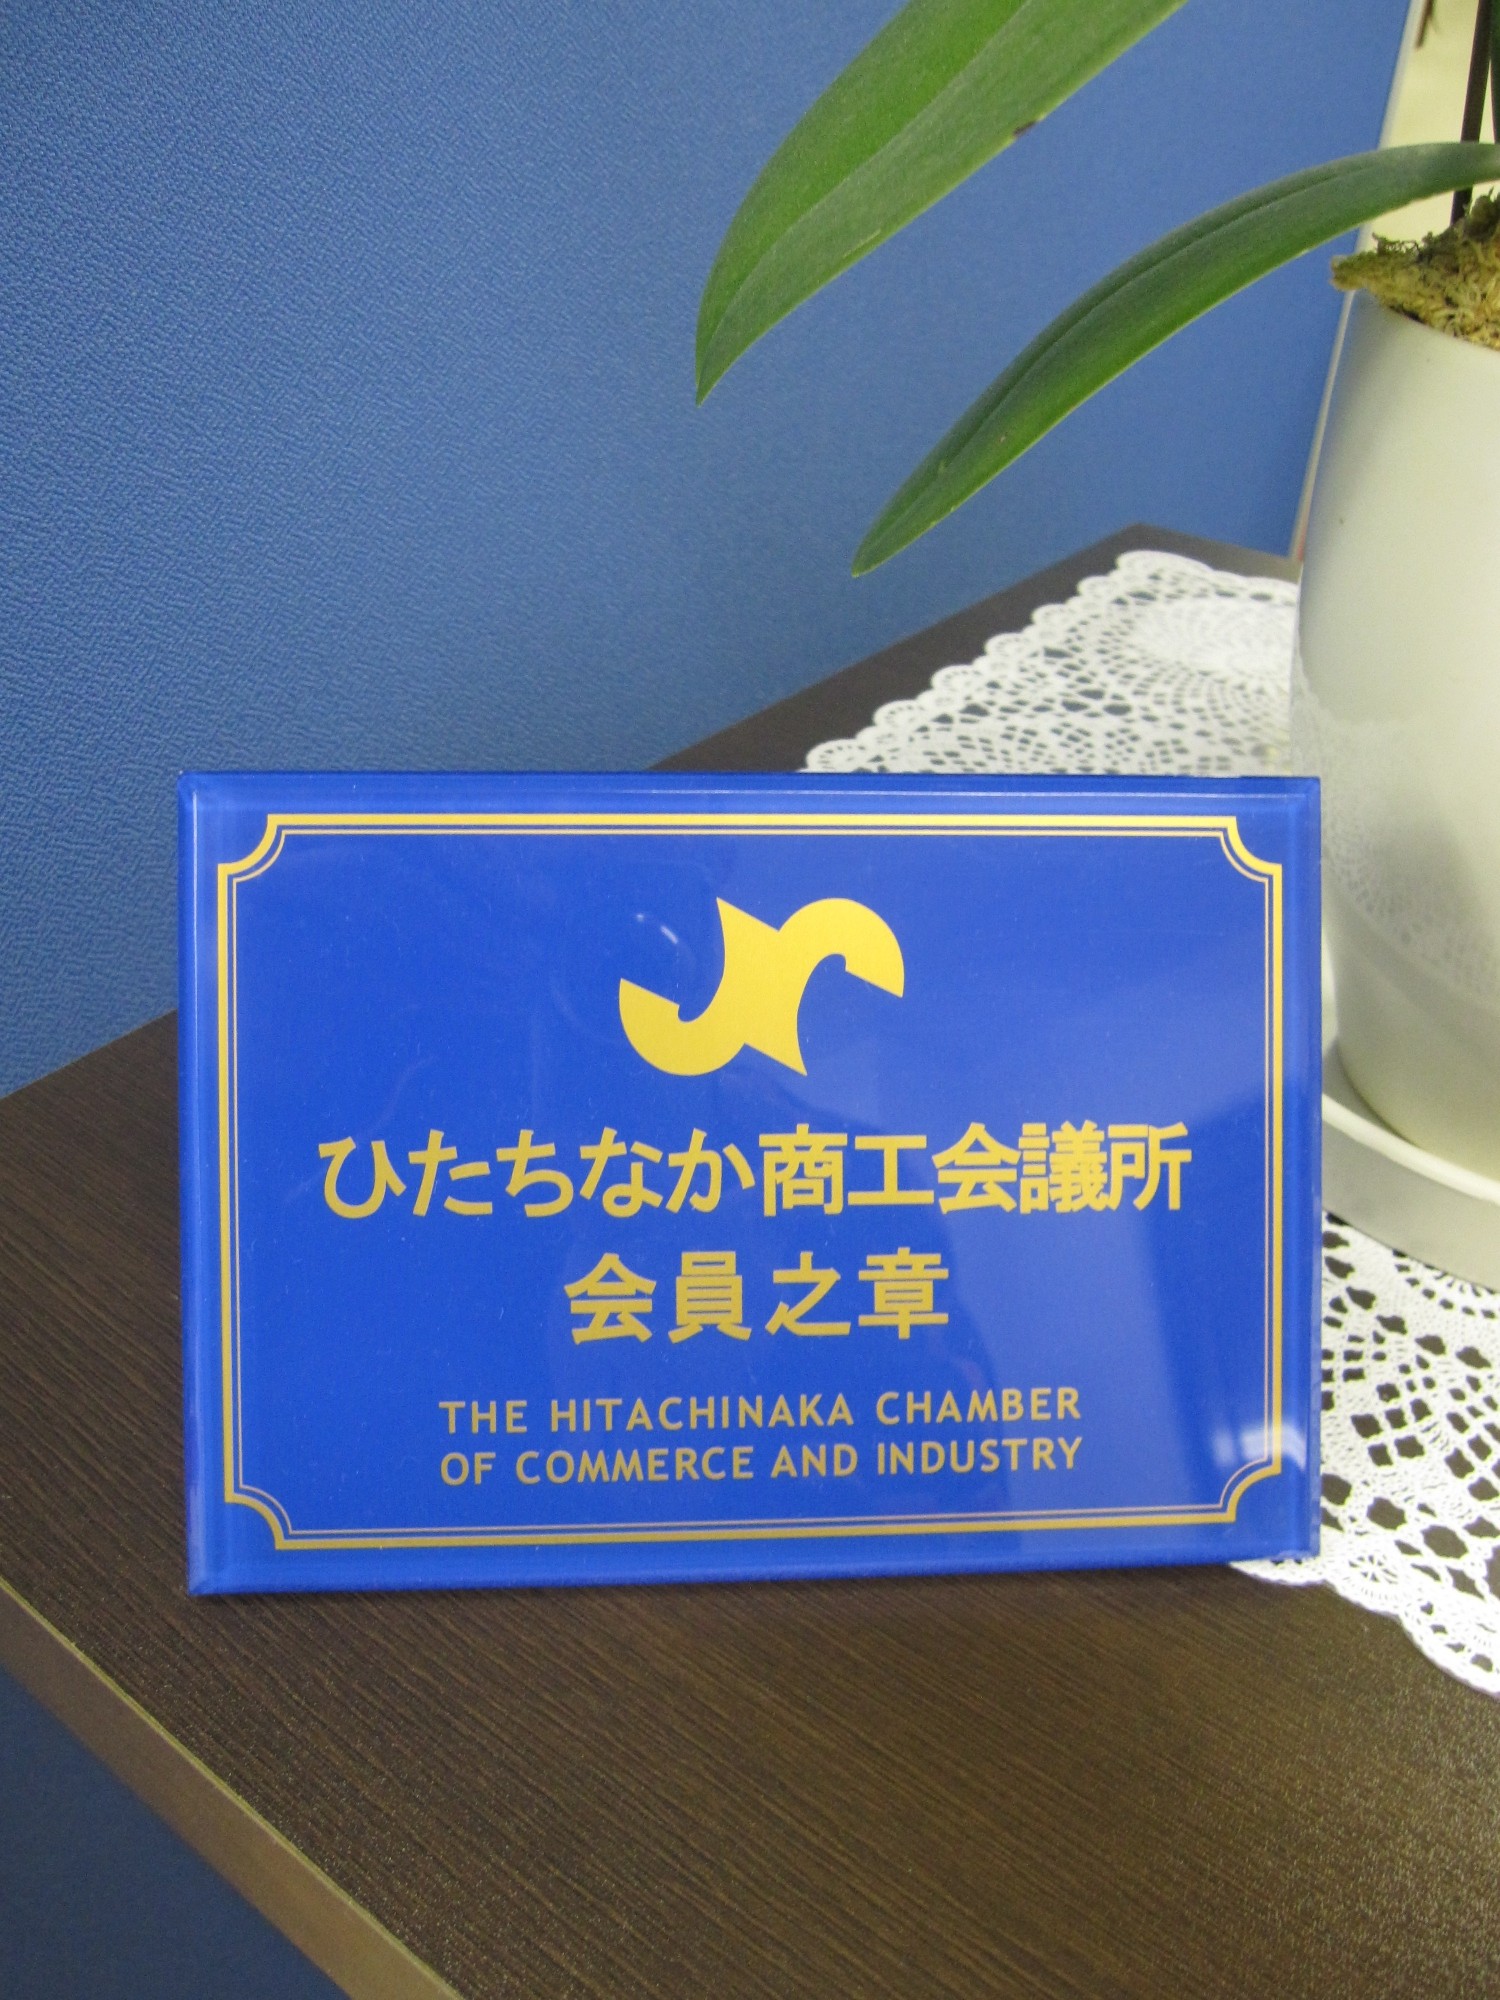 ひたちなか商工会議所
会員之章
THE HITACHINAKA CHAMBER
OF COMMERCE AND INDUSTRY